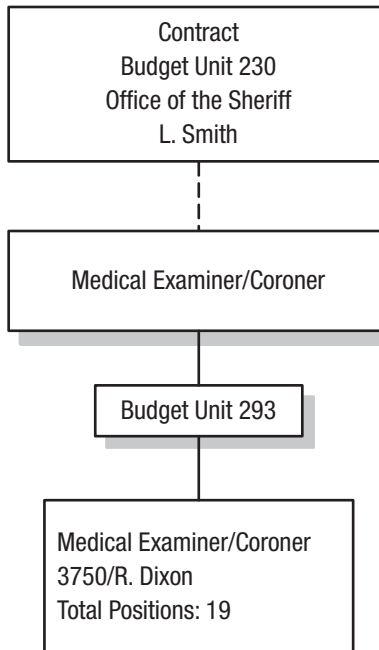 Contract
Budget Unit 230
Office of the Sheriff
L. Smith
Medical Examiner/Coroner
Budget Unit 293
Medical Examiner/Coroner
3750/R. Dixon
Total Positions: 19